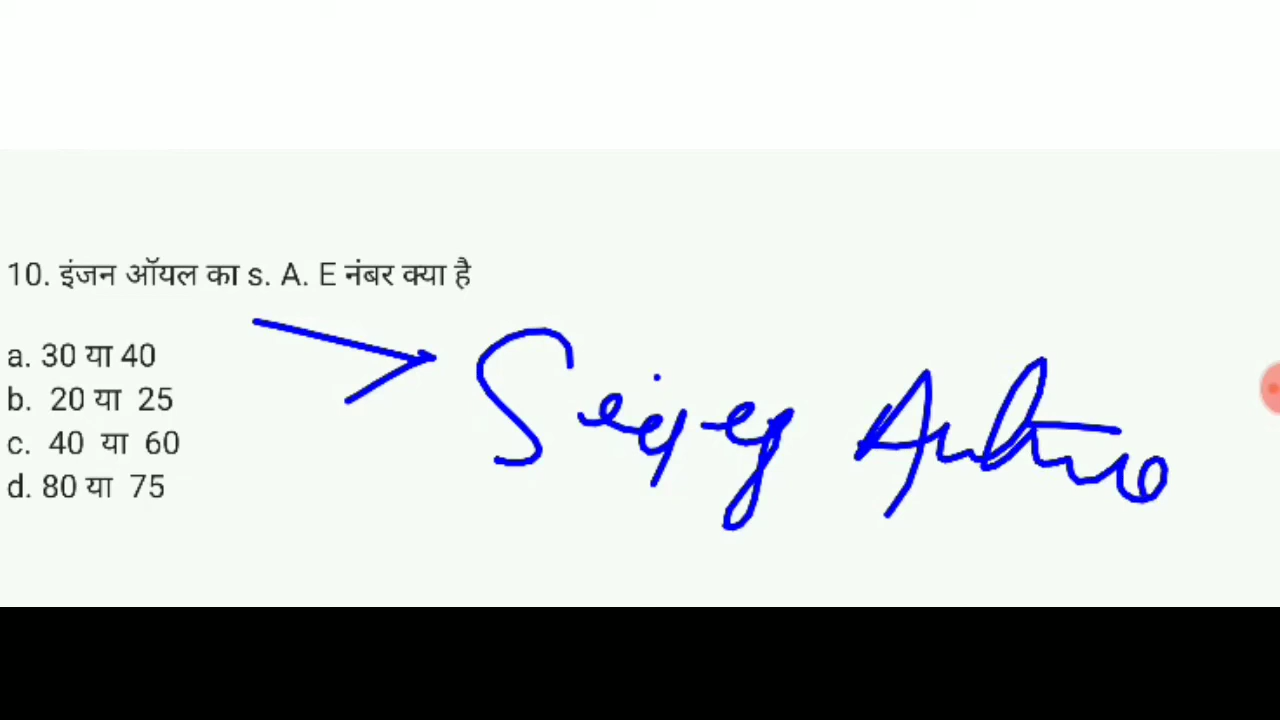 10. इंजन ऑयल का s. A. E नंबर क्या है
a. 30 या 40
b. 20 या 25
c. 40 या 60
d. 80 या 75